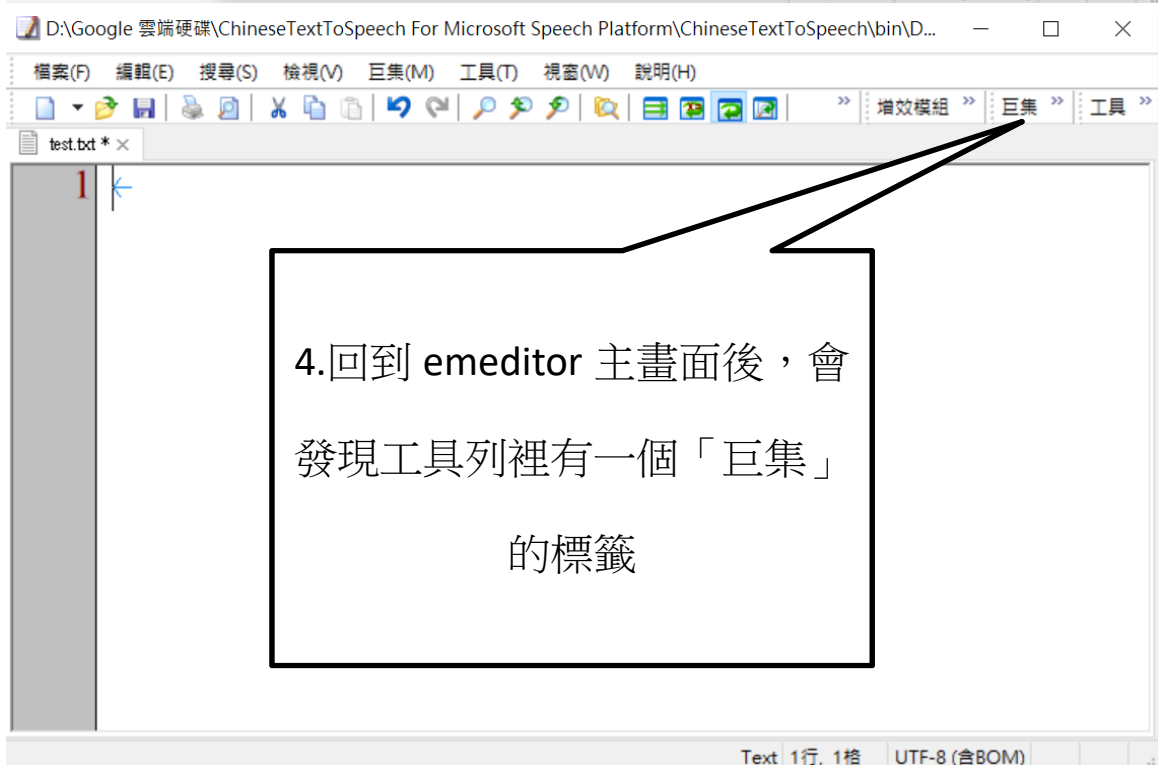 D:\Google 雲端硬碟\ChineseTextToSpeech For Microsoft Speech Platform\ChineseTextToSpeech\bin\D...
檔案(F) 編輯(E) 搜尋(S) 檢視(V) 巨集(M) 工具(T) 視窗(W) 說明(H)
增效模組 巨集 工具
test.txt *
1
4.回到 emeditor 主畫面後，會
發現工具列裡有一個「巨集」
的標籤
Text 1行, 1格 UTF-8 (含BOM)